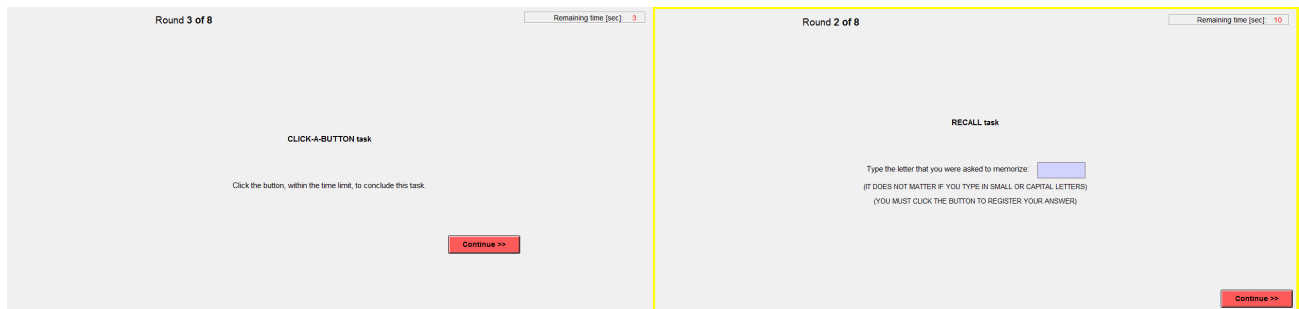 Round 3 of 8
Remaining time [sec]: 3
CLICK-A-BUTTON task
Click the button, within the time limit, to conclude this task.
Continue >>
Round 2 of 8
Remaining time [sec]: 10
RECALL task
Type the letter that you were asked to memorize:
(IT DOES NOT MATTER IF YOU TYPE IN SMALL OR CAPITAL LETTERS)
(YOU MUST CLICK THE BUTTON TO REGISTER YOUR ANSWER)
Continue >>